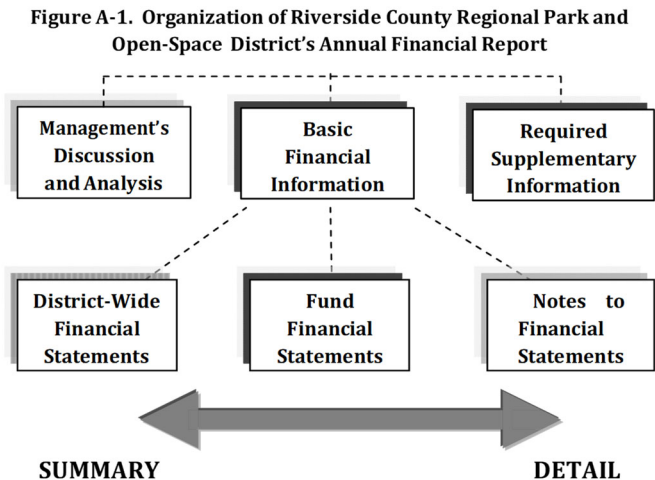 Figure A-1. Organization of Riverside County Regional Park and
Open-Space District's Annual Financial Report
Management's
Discussion
and Analysis
Basic
Financial
Information
Required
Supplementary
Information
District-Wide
Financial
Statements
Fund
Financial
Statements
Notes to
Financial
Statements
SUMMARY
DETAIL